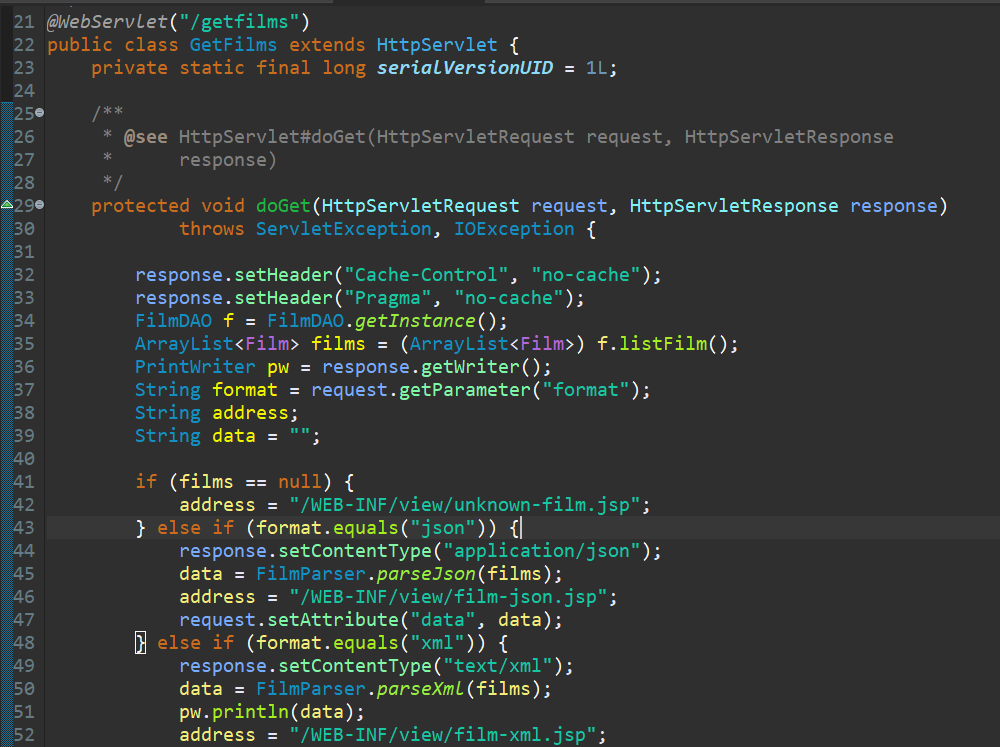 21 @WebServlet("/getfilms")
22 public class GetFilms extends HttpServlet {
23     private static final long serialVersionUID = 1L;
24
25     /**
26      * @see HttpServlet#doGet(HttpServletRequest request, HttpServletResponse
27      *      response)
28      */
29     protected void doGet(HttpServletRequest request, HttpServletResponse response)
30             throws ServletException, IOException {
31
32         response.setHeader("Cache-Control", "no-cache");
33         response.setHeader("Pragma", "no-cache");
34         FilmDAO f = FilmDAO.getInstance();
35         ArrayList<Film> films = (ArrayList<Film>) f.listFilm();
36         PrintWriter pw = response.getWriter();
37         String format = request.getParameter("format");
38         String address;
39         String data = "";
40
41         if (films == null) {
42             address = "/WEB-INF/view/unknown-film.jsp";
43         } else if (format.equals("json")) {
44             response.setContentType("application/json");
45             data = FilmParser.parseJson(films);
46             address = "/WEB-INF/view/film-json.jsp";
47             request.setAttribute("data", data);
48         } else if (format.equals("xml")) {
49             response.setContentType("text/xml");
50             data = FilmParser.parseXml(films);
51             pw.println(data);
52             address = "/WEB-INF/view/film-xml.jsp";